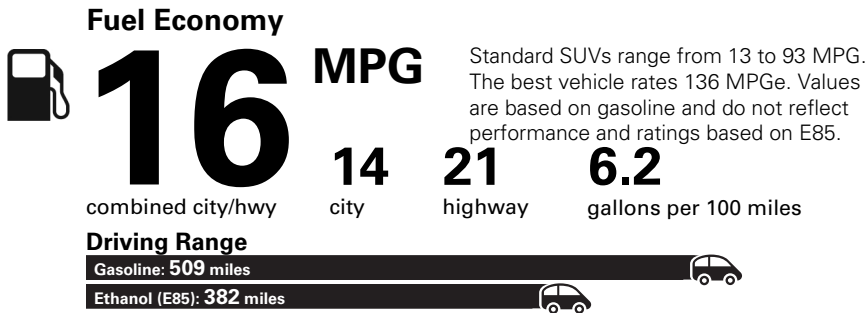 Fuel Economy
16 MPG
Standard SUVs range from 13 to 93 MPG.
The best vehicle rates 136 MPGe. Values
are based on gasoline and do not reflect
performance and ratings based on E85.
14 21 6.2
combined city/hwy city highway gallons per 100 miles
Driving Range
Gasoline: 509 miles
Ethanol (E85): 382 miles